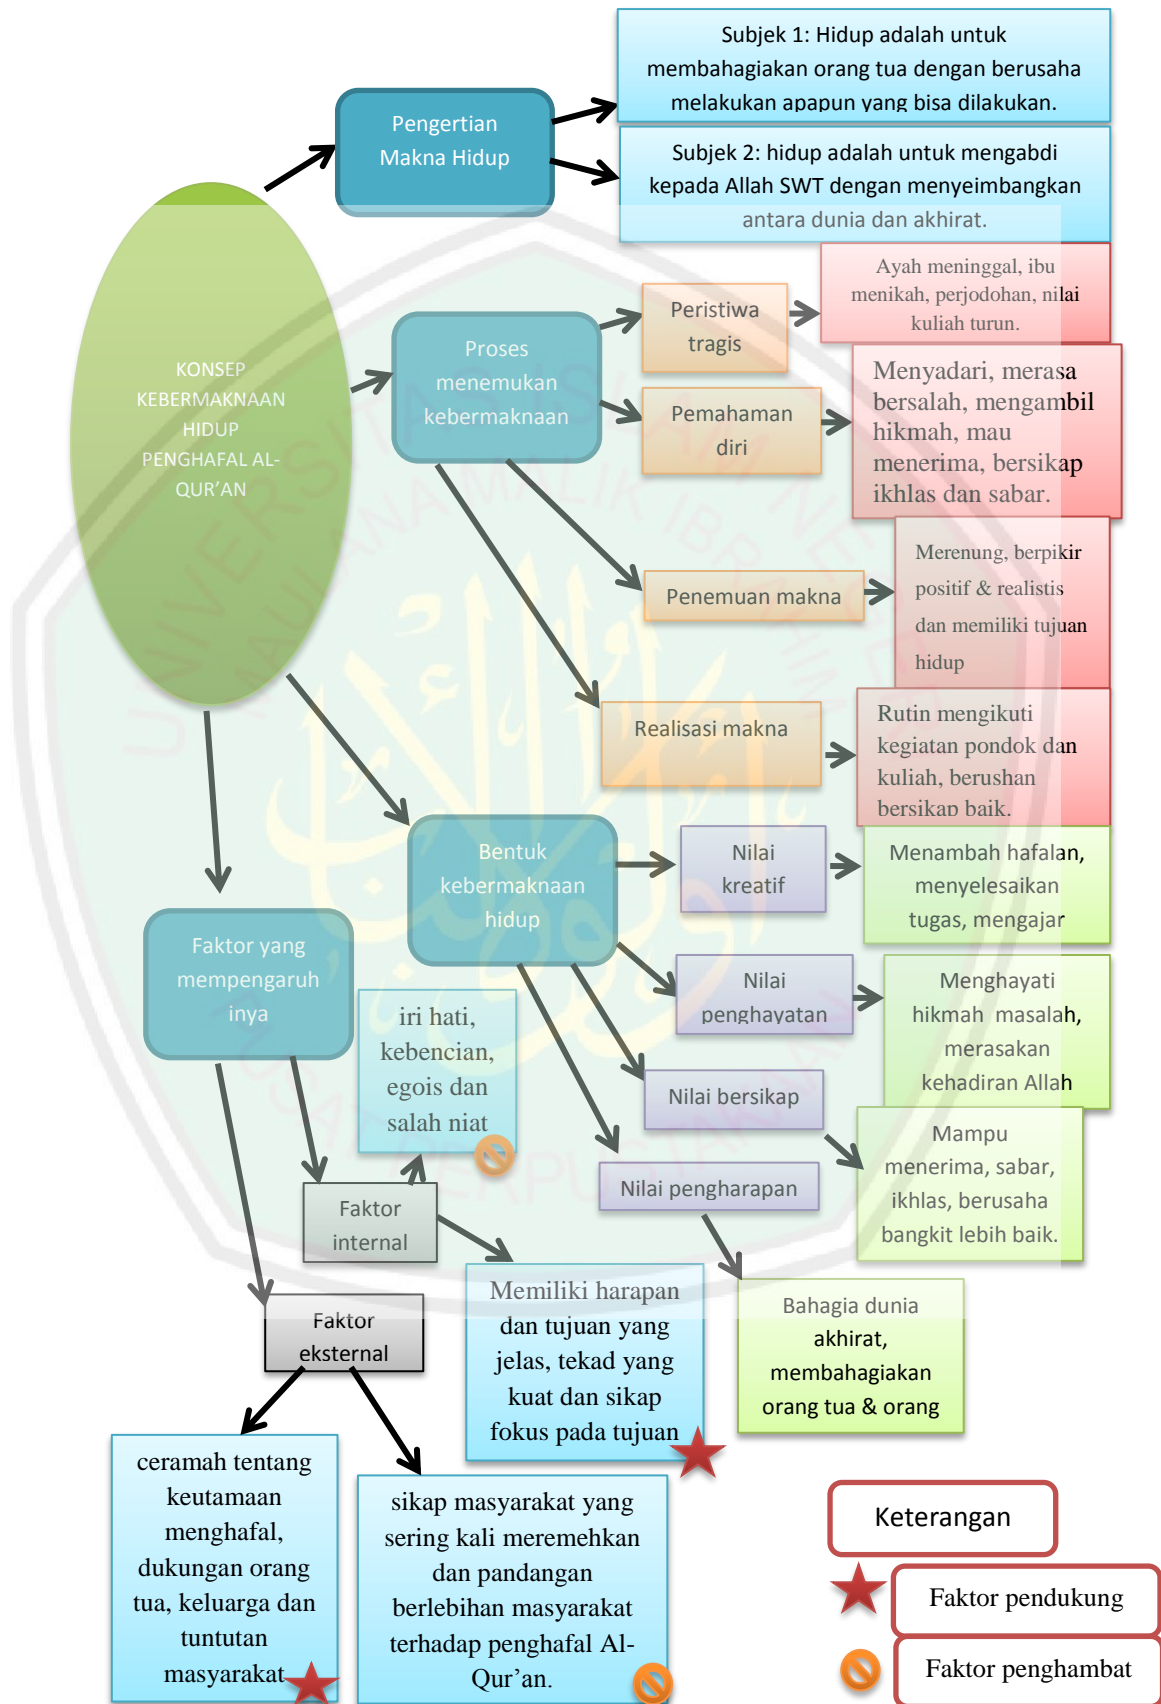 Subjek 1: Hidup adalah untuk
membahagiakan orang tua dengan berusaha
melakukan apapun yang bisa dilakukan.
Pengertian
Makna Hidup
Subjek 2: hidup adalah untuk mengabdi
kepada Allah SWT dengan menyeimbangkan
antara dunia dan akhirat.
KONSEP
KEBERMAKNAAN
HIDUP
PENGHAFAL AL-
QUR'AN
Proses
menemukan
kebermaknaan
Peristiwa
tragis
Ayah meninggal, ibu
menikah, perjodohan, nilai
kuliah turun.
Pemahaman
diri
Menyadari, merasa
bersalah, mengambil
hikmah, mau
menerima, bersikap
ikhlas dan sabar.
Penemuan makna
Merenung, berpikir
positif & realistis
dan memiliki tujuan
hidup
Realisasi makna
Rutin mengikuti
kegiatan pondok dan
kuliah, berushan
bersikap baik.
Bentuk
kebermaknaan
hidup
Nilai
kreatif
Menambah hafalan,
menyelesaikan
tugas, mengajar
Nilai
penghayatan
Menghayati
hikmah masalah,
merasakan
kehadiran Allah
Nilai bersikap
Mampu
menerima, sabar,
ikhlas, berusaha
bangkit lebih baik.
Nilai pengharapan
Bahagia dunia
akhirat,
membahagiakan
orang tua & orang
Faktor yang
mempengaruh
inya
iri hati,
kebencian,
egois dan
salah niat
Faktor
internal
Memiliki harapan
dan tujuan yang
jelas, tekad yang
kuat dan sikap
fokus pada tujuan
Faktor
eksternal
ceramah tentang
keutamaan
menghafal,
dukungan orang
tua, keluarga dan
tuntutan
masyarakat
sikap masyarakat yang
sering kali meremehkan
dan pandangan
berlebihan masyarakat
terhadap penghafal Al-
Qur'an.
Keterangan
Faktor pendukung
Faktor penghambat
UNIVERSITAS ISLAM NEGERI
MAULANA MALIK IBRAHIM
PUSAT PERPUSTAKAAN